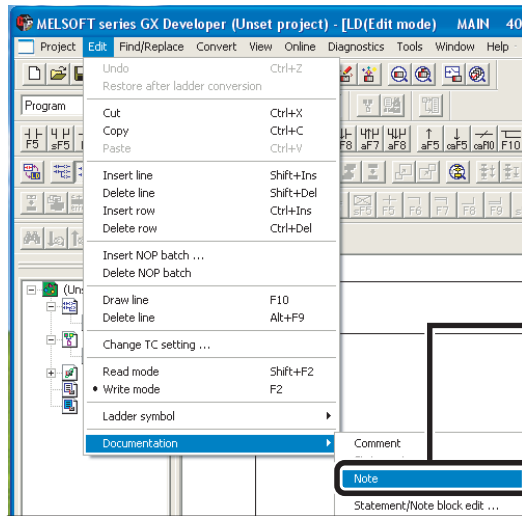 MELSOFT series GX Developer (Unset project) - [LD(Edit mode) MAIN 40
Project Edit Find/Replace Convert View Online Diagnostics Tools Window Help
Program
F5 sF5 F8 aF7 aF8 aF5 caF5 caF10 F10
sF5 F5 F6 F7 F8 F9
Undo Ctrl+Z
Restore after ladder conversion
Cut Ctrl+X
Copy Ctrl+C
Paste Ctrl+V
Insert line Shift+Ins
Delete line Shift+Del
Insert row Ctrl+Ins
Delete row Ctrl+Del
Insert NOP batch ...
Delete NOP batch
Draw line F10
Delete line Alt+F9
Change TC setting ...
Read mode Shift+F2
• Write mode F2
Ladder symbol
Documentation
(Uns
Comment
Note
Statement/Note block edit ...